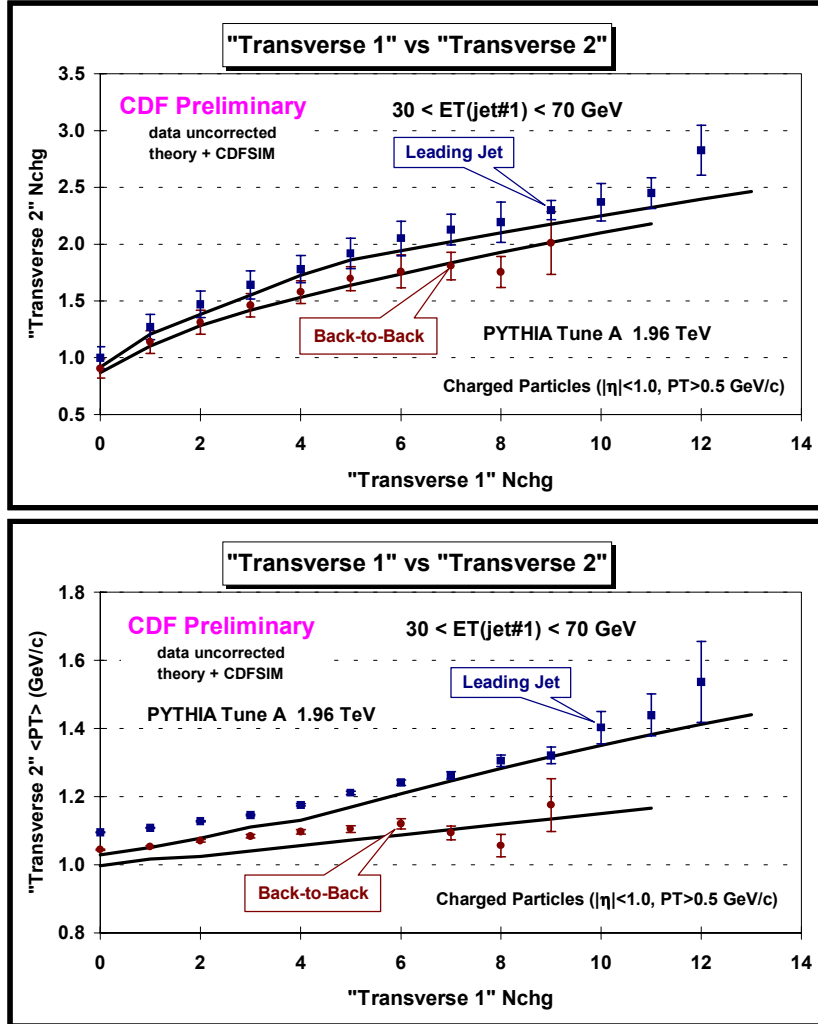 "Transverse 1" vs "Transverse 2"
3.5
3.0
2.5
2.0
1.5
1.0
0.5
"Transverse 2" Nchg
CDF Preliminary
data uncorrected
theory + CDFSIM
30 < ET(jet#1) < 70 GeV
Leading Jet
Back-to-Back
PYTHIA Tune A 1.96 TeV
Charged Particles (|η|<1.0, PT>0.5 GeV/c)
0 2 4 6 8 10 12 14
"Transverse 1" Nchg
"Transverse 1" vs "Transverse 2"
1.8
1.6
1.4
1.2
1.0
0.8
"Transverse 2" <PT> (GeV/c)
CDF Preliminary
data uncorrected
theory + CDFSIM
30 < ET(jet#1) < 70 GeV
PYTHIA Tune A 1.96 TeV
Leading Jet
Back-to-Back
Charged Particles (|η|<1.0, PT>0.5 GeV/c)
0 2 4 6 8 10 12 14
"Transverse 1" Nchg